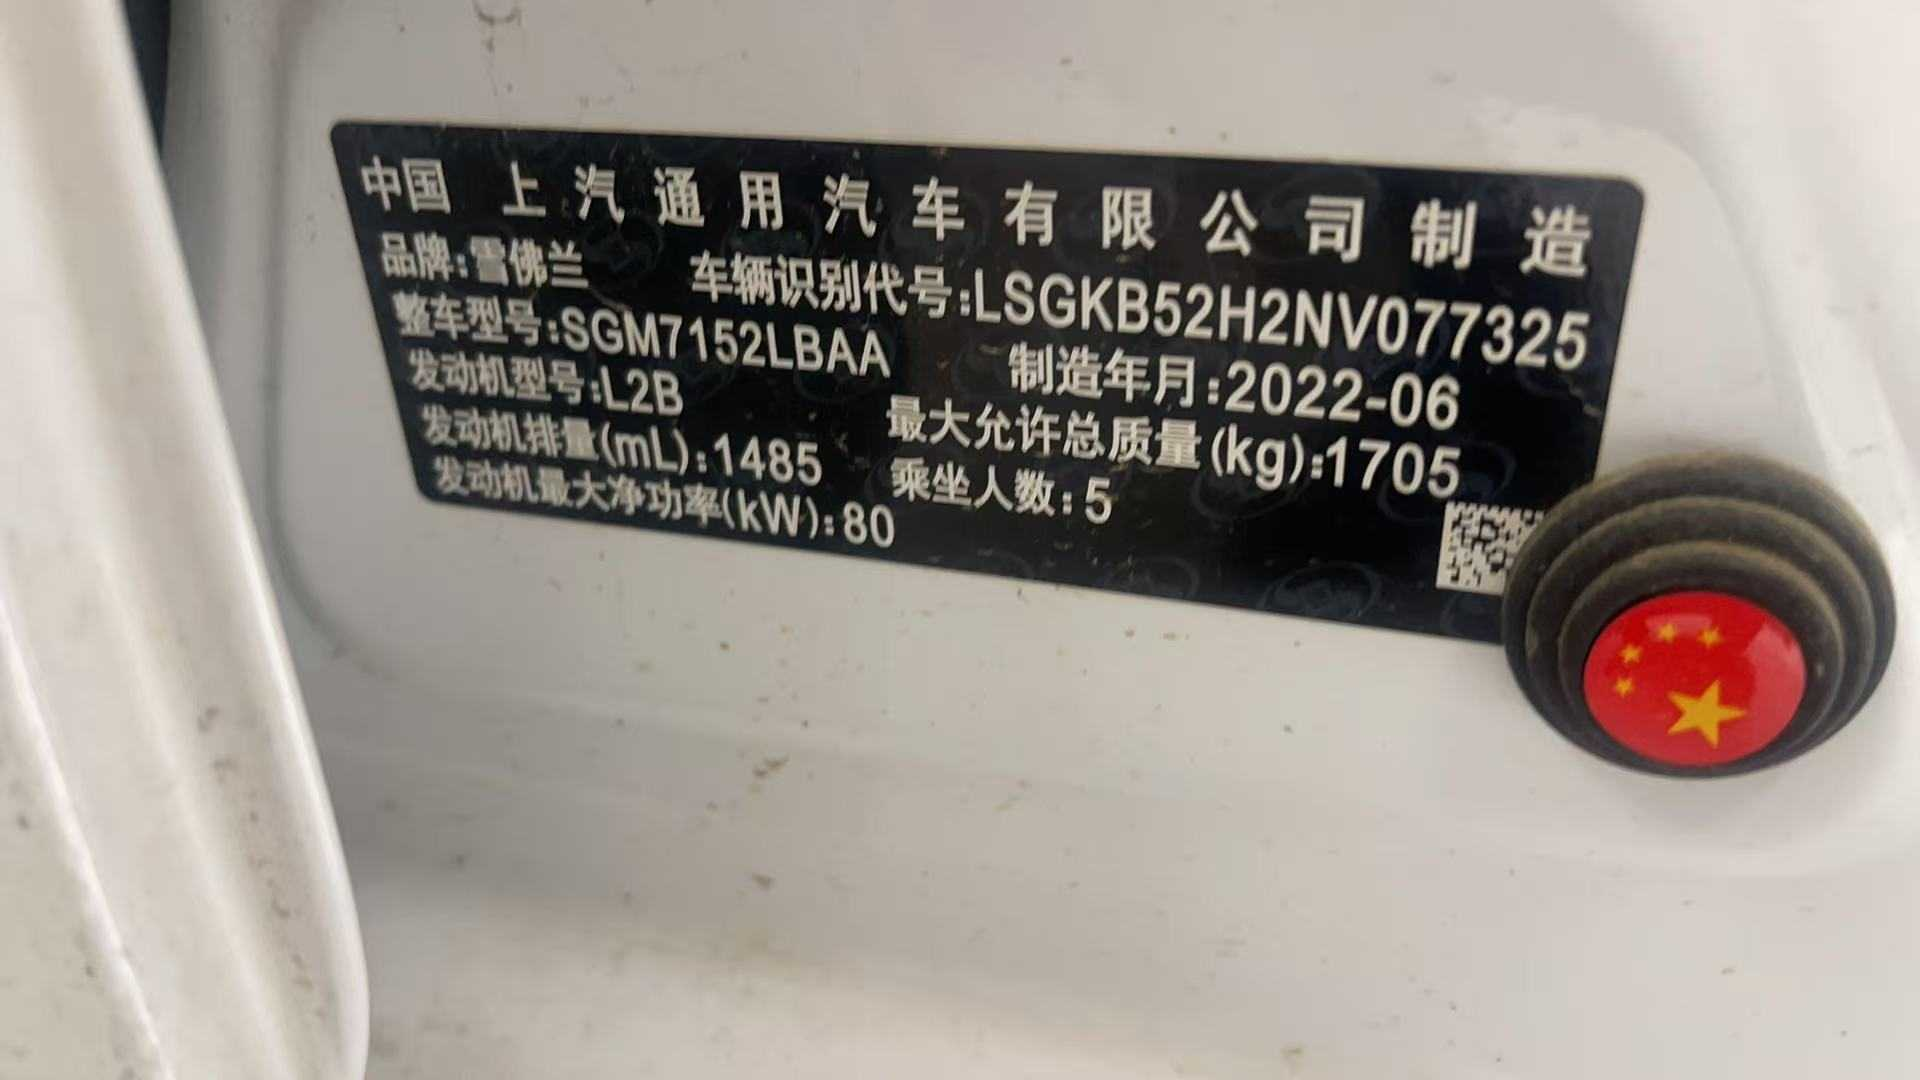 中国 上汽通用汽车有限公司制造
品牌:雪佛兰 车辆识别代号:LSGKB52H2NV077325
整车型号:SGM7152LBAA 制造年月:2022-06
发动机型号:L2B 最大允许总质量(kg):1705
发动机排量(mL):1485 乘坐人数:5
发动机最大净功率(kW):80